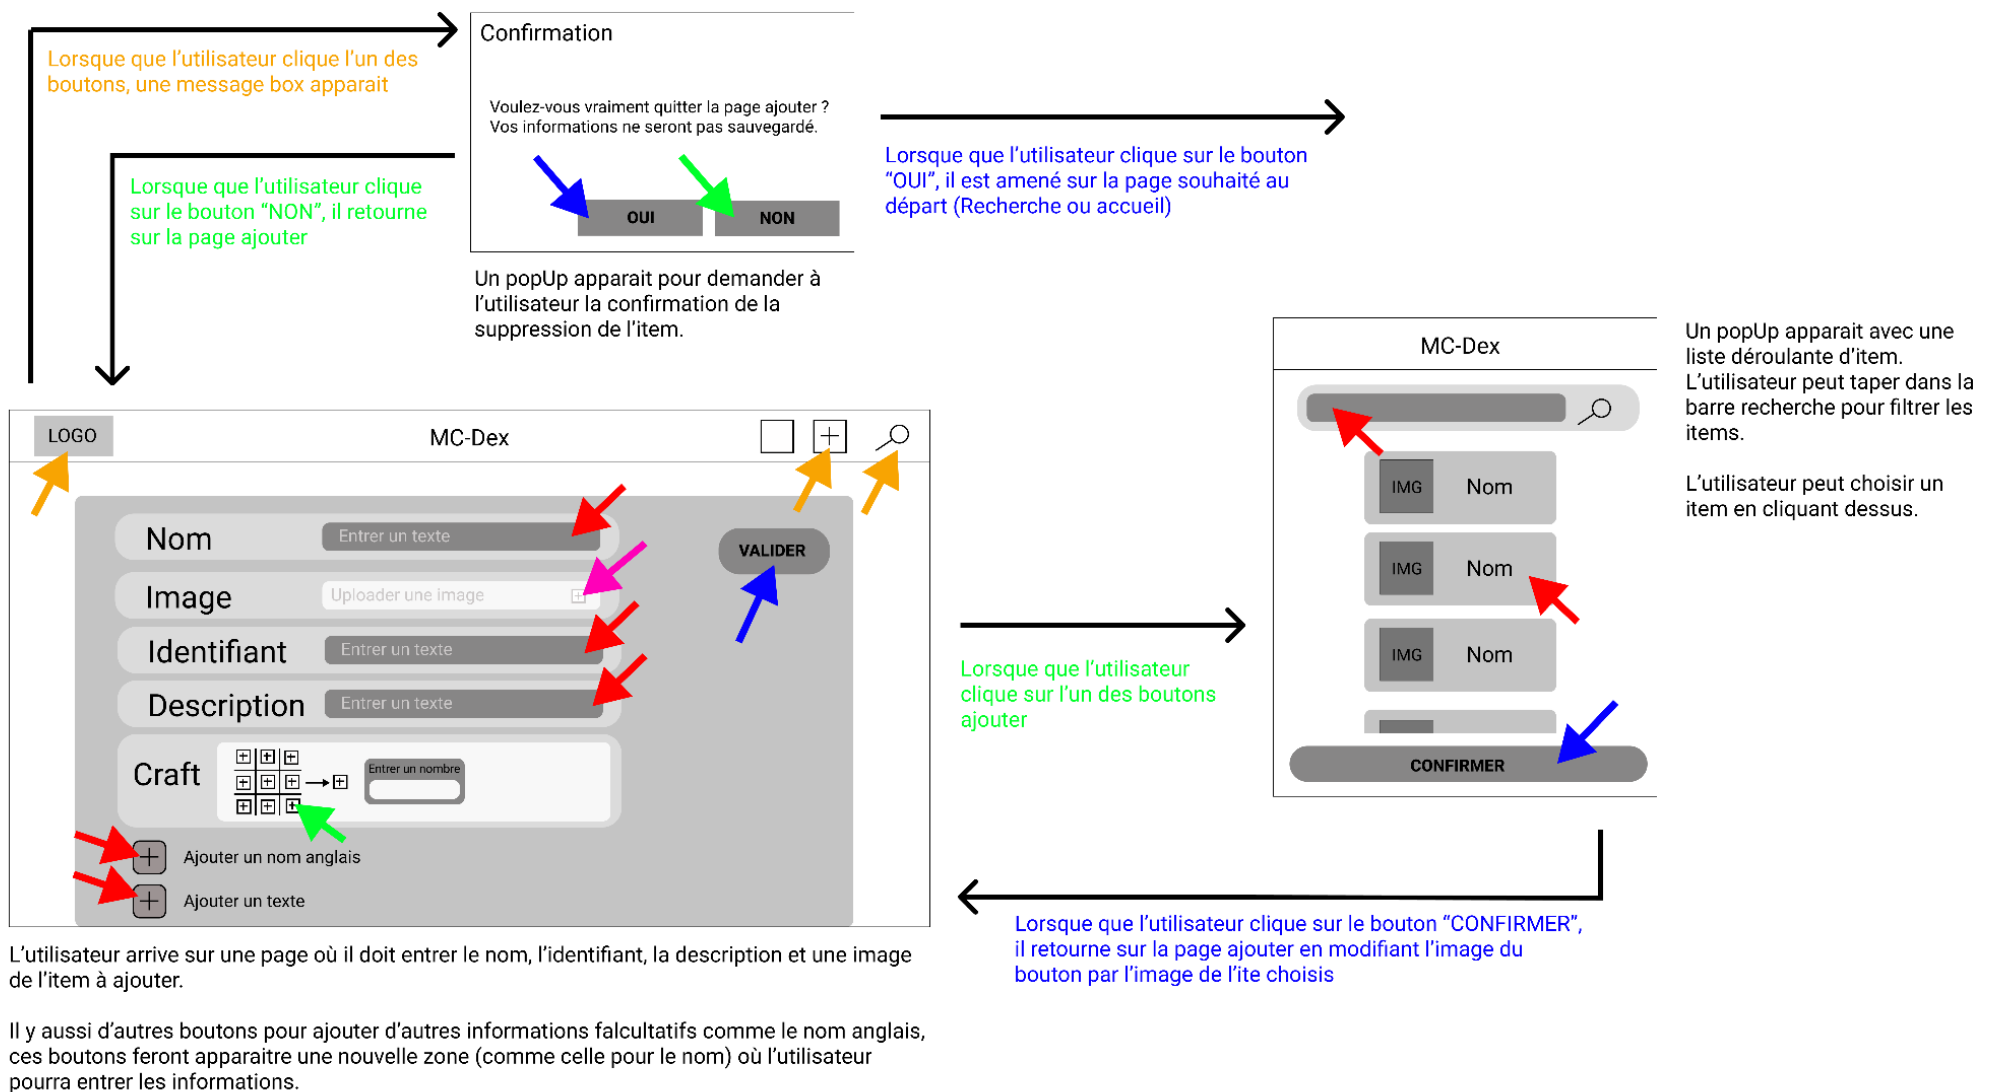 Lorsque que l'utilisateur clique l'un des
boutons, une message box apparait
Confirmation
Voulez-vous vraiment quitter la page ajouter ?
Vos informations ne seront pas sauvegardé.
OUI
NON
Lorsque que l'utilisateur clique
sur le bouton “NON”, il retourne
sur la page ajouter
Lorsque que l'utilisateur clique sur le bouton
“OUI”, il est amené sur la page souhaité au
départ (Recherche ou accueil)
Un popUp apparait pour demander à
l'utilisateur la confirmation de la
suppression de l'item.
LOGO
MC-Dex
Nom
Entrer un texte
VALIDER
Image
Uploader une image
Identifiant
Entrer un texte
Description
Entrer un texte
Craft
Entrer un nombre
Ajouter un nom anglais
Ajouter un texte
L'utilisateur arrive sur une page où il doit entrer le nom, l'identifiant, la description et une image
de l'item à ajouter.
Il y aussi d'autres boutons pour ajouter d'autres informations falcultatifs comme le nom anglais,
ces boutons feront apparaitre une nouvelle zone (comme celle pour le nom) où l'utilisateur
pourra entrer les informations.
Lorsque que l'utilisateur
clique sur l'un des boutons
ajouter
MC-Dex
IMG
Nom
IMG
Nom
IMG
Nom
CONFIRMER
Un popUp apparait avec une
liste déroulante d'item.
L'utilisateur peut taper dans la
barre recherche pour filtrer les
items.
L'utilisateur peut choisir un
item en cliquant dessus.
Lorsque que l'utilisateur clique sur le bouton “CONFIRMER”,
il retourne sur la page ajouter en modifiant l'image du
bouton par l'image de l'ite choisis